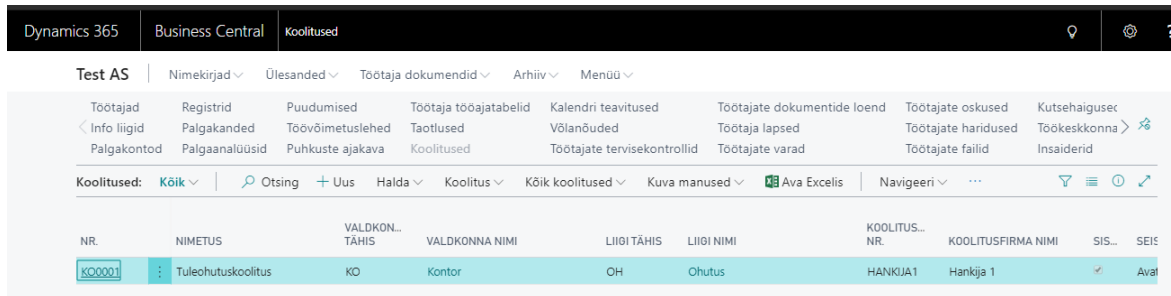 Dynamics 365 Business Central Koolitused
Test AS Nimekirjad Ülesanded Töötaja dokumendid Arhiiv Menüü
Töötajad Registrid Puudumised Töötaja tööajatabelid Kalendri teavitused Töötajate dokumentide loend Töötajate oskused Kutsehaigused
Info liigid Palgakanded Töövõimetuslehed Taotlused Võlanõuded Töötaja lapsed Töötajate haridused Töökeskkonna
Palgakontod Palgaanalüüsid Puhkuste ajakava Koolitused Töötajate tervisekontrollid Töötajate varad Töötajate failid Insaiderid
Koolitused: Kõik Otsing + Uus Halda Koolitus Kõik koolitused Kuva manused Ava Excelis Navigeeri ...
NR. NIMETUS VALDKON... TÄHIS VALDKONNA NIMI LIIGI TÄHIS LIIGI NIMI KOOLITUS... NR. KOOLITUSFIRMA NIMI SIS... SEIS
KO0001 Tuleohutuskoolitus KO Kontor OH Ohutus HANKIJA1 Hankija 1 Avat